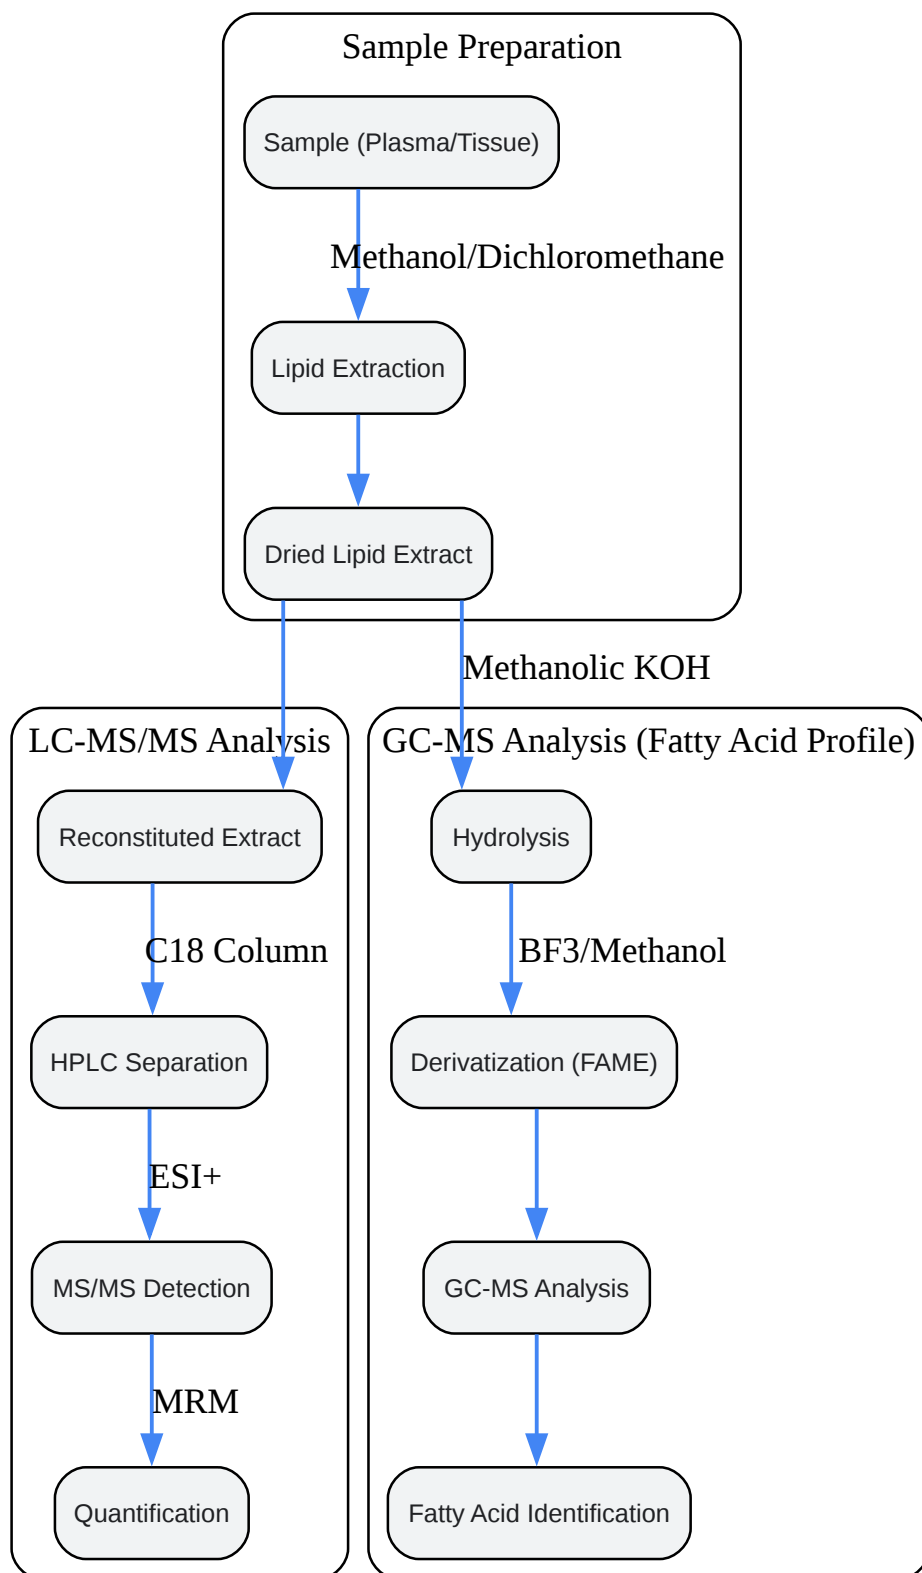 Sample Preparation
Sample (Plasma/Tissue)
Methanol/Dichloromethane
Lipid Extraction
Dried Lipid Extract
Methanolic KOH
LC-MS/MS Analysis
Reconstituted Extract
C18 Column
HPLC Separation
ESI+
MS/MS Detection
MRM
Quantification
GC-MS Analysis (Fatty Acid Profile)
Hydrolysis
BF3/Methanol
Derivatization (FAME)
GC-MS Analysis
Fatty Acid Identification